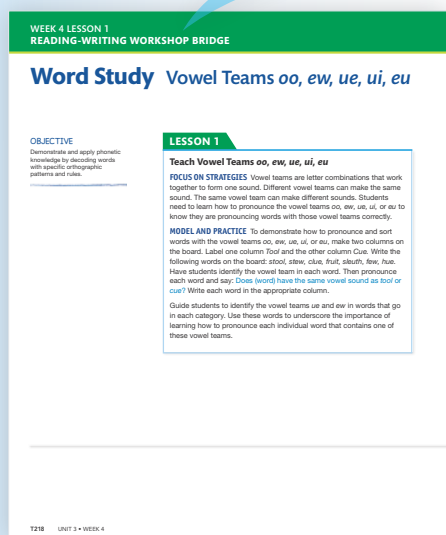 WEEK 4 LESSON 1
READING-WRITING WORKSHOP BRIDGE
Word Study Vowel Teams oo, ew, ue, ui, eu
OBJECTIVE
Demonstrate and apply phonetic
knowledge by decoding words
with specific orthographic
patterns and rules.
LESSON 1
Teach Vowel Teams oo, ew, ue, ui, eu
FOCUS ON STRATEGIES Vowel teams are letter combinations that work
together to form one sound. Different vowel teams can make the same
sound. The same vowel team can make different sounds. Students
need to learn how to pronounce the vowel teams oo, ew, ue, ui, or eu to
know they are pronouncing words with those vowel teams correctly.
MODEL AND PRACTICE To demonstrate how to pronounce and sort
words with the vowel teams oo, ew, ue, ui, or eu, make two columns on
the board. Label one column Tool and the other column Cue. Write the
following words on the board: stool, stew, clue, fruit, sleuth, few, hue.
Have students identify the vowel team in each word. Then pronounce
each word and say: Does (word) have the same vowel sound as tool or
cue? Write each word in the appropriate column.
Guide students to identify the vowel teams ue and ew in words that go
in each category. Use these words to underscore the importance of
learning how to pronounce each individual word that contains one of
these vowel teams.
T218 UNIT 3 • WEEK 4